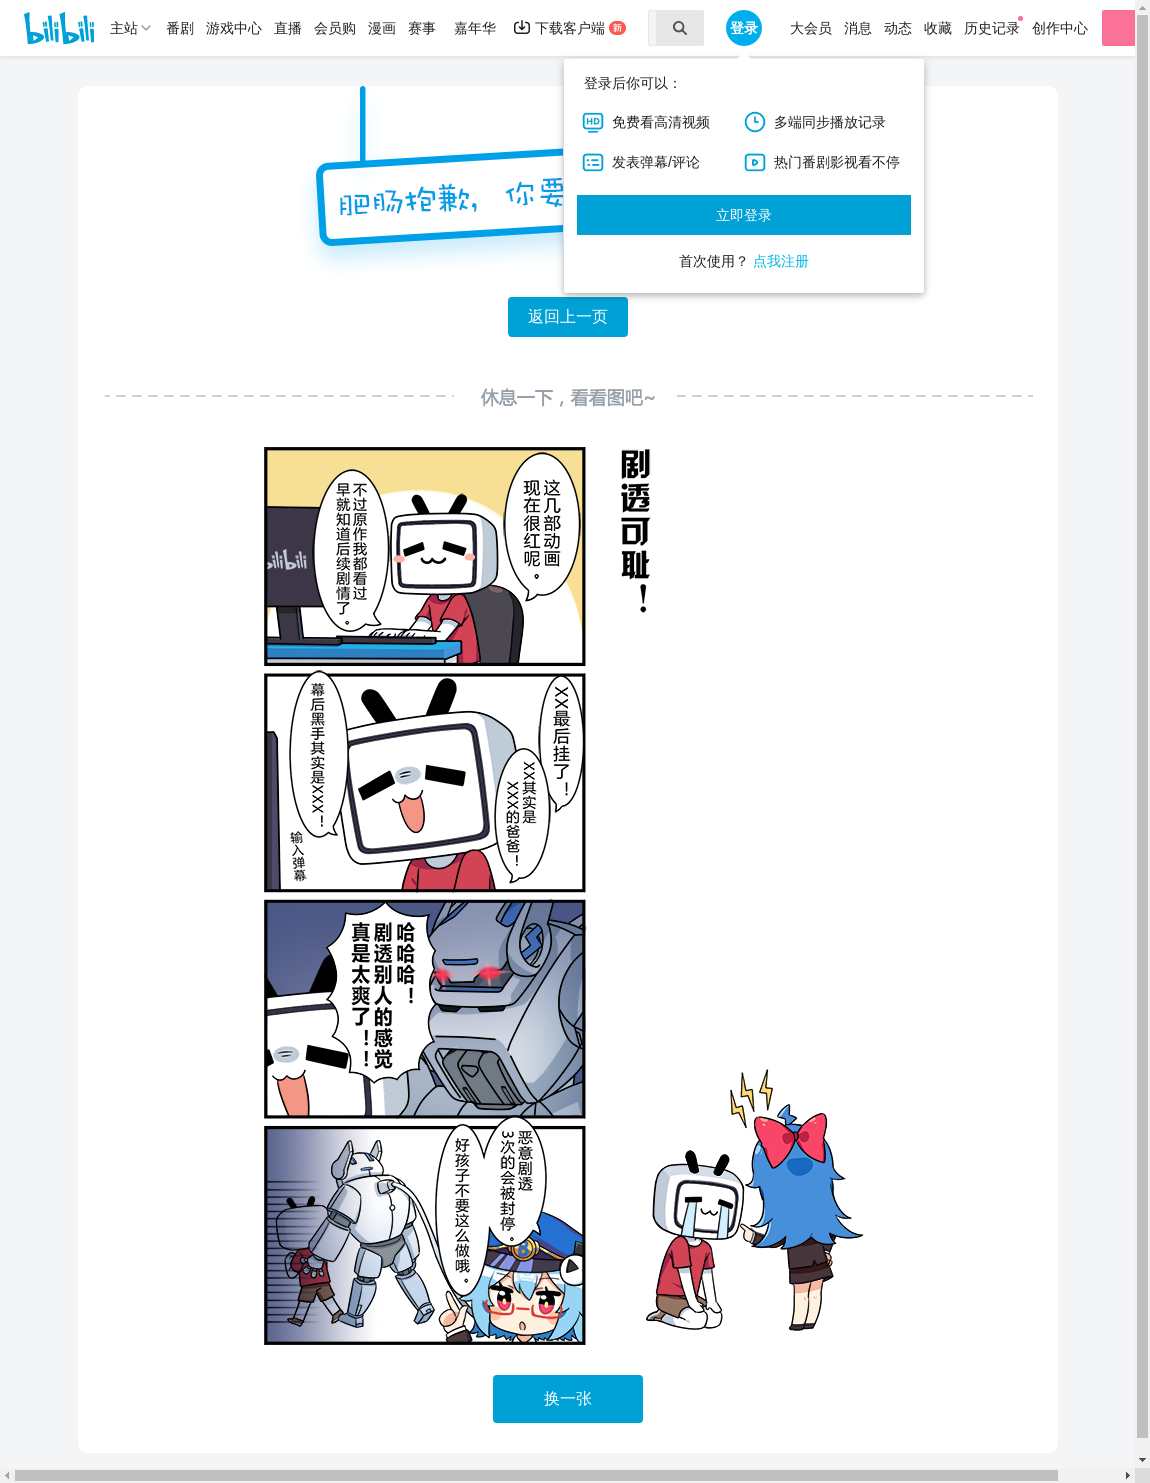 bilibili
主站 番剧 游戏中心 直播 会员购 漫画 赛事 嘉年华 下载客户端 新 登录 大会员 消息 动态 收藏 历史记录 创作中心
登录后你可以：
HD 免费看高清视频 多端同步播放记录
发表弹幕/评论 热门番剧影视看不停
立即登录
首次使用？ 点我注册
肥肠抱歉，你要
返回上一页
休息一下，看看图吧~
剧透可耻！
这几部动画
现在很红呢。
不过原作我都看过
早就知道后续剧情了。
bilibili
XX最后挂了！
XX其实是
XXX的爸爸！
幕后黑手其实是XXX！
输入弹幕
哈哈哈！
剧透别人的感觉
真是太爽了！！
恶意剧透
3次的会被封停。
好孩子不要这么做哦。
换一张